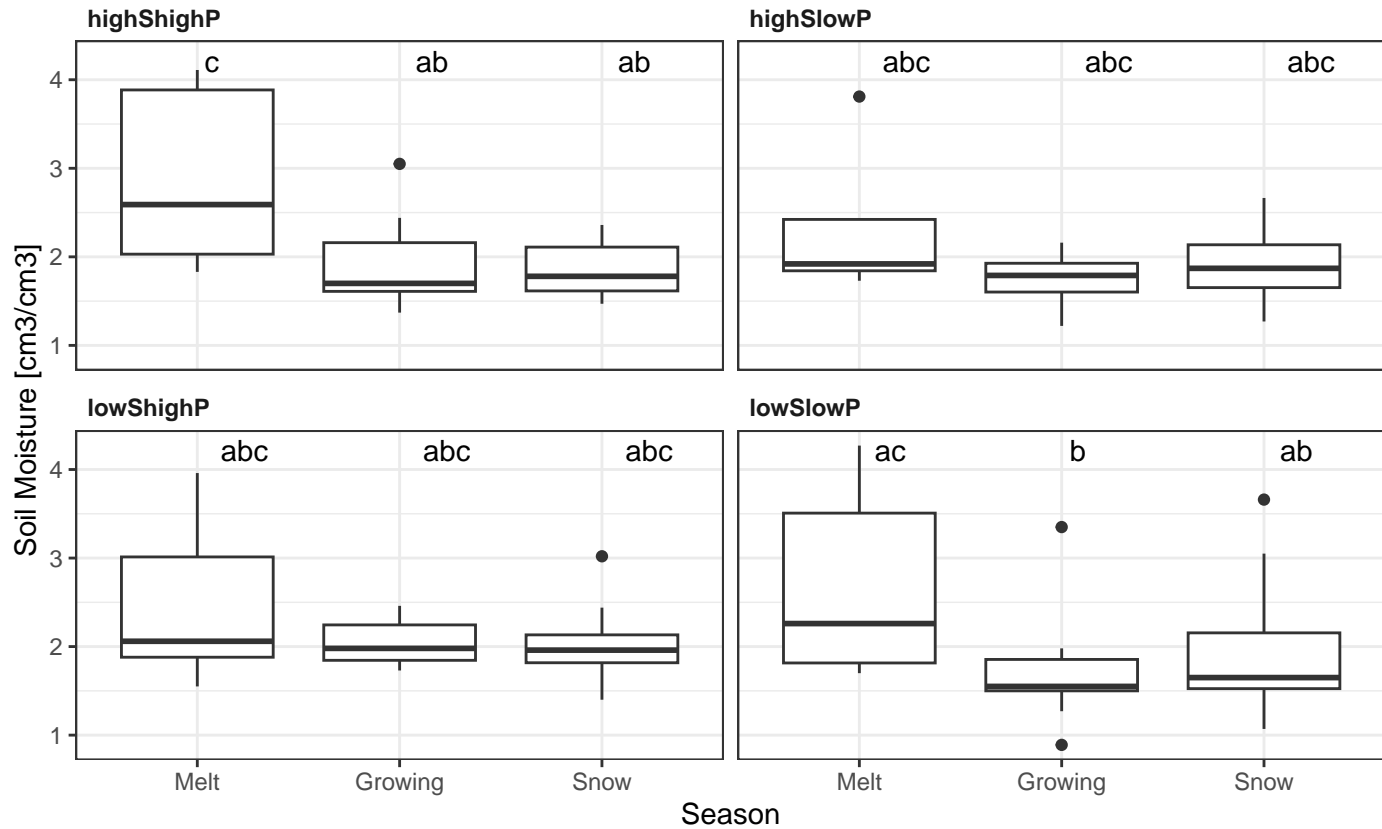 highShighP
highSlowP
c
ab
ab
abc
abc
abc
4
3
2
1
lowShighP
lowSlowP
abc
abc
abc
ac
b
ab
4
3
2
1
Soil Moisture [cm3/cm3]
Melt
Growing
Snow
Melt
Growing
Snow
Season